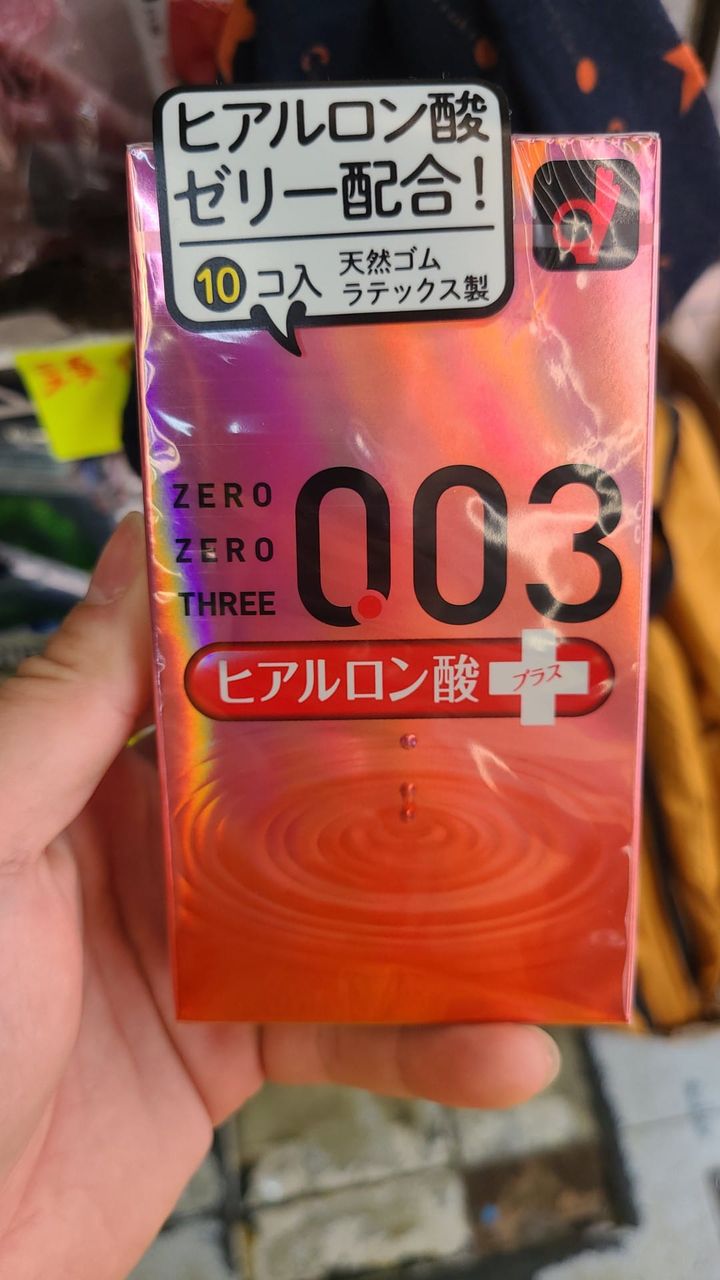 ヒアルロン酸
ゼリー配合!
10コ入
天然ゴム
ラテックス製
ZERO
ZERO
THREE
0.03
ヒアルロン酸
プラス